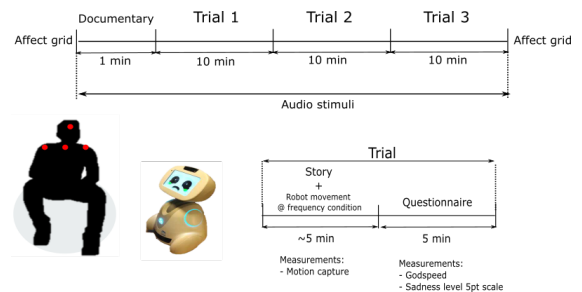 Documentary
Trial 1
Trial 2
Trial 3
Affect grid
Affect grid
1 min
10 min
10 min
10 min
Audio stimuli
Trial
Story
+
Robot movement
@ frequency condition
Questionnaire
~5 min
5 min
Measurements:
- Motion capture
Measurements:
- Godspeed
- Sadness level 5pt scale